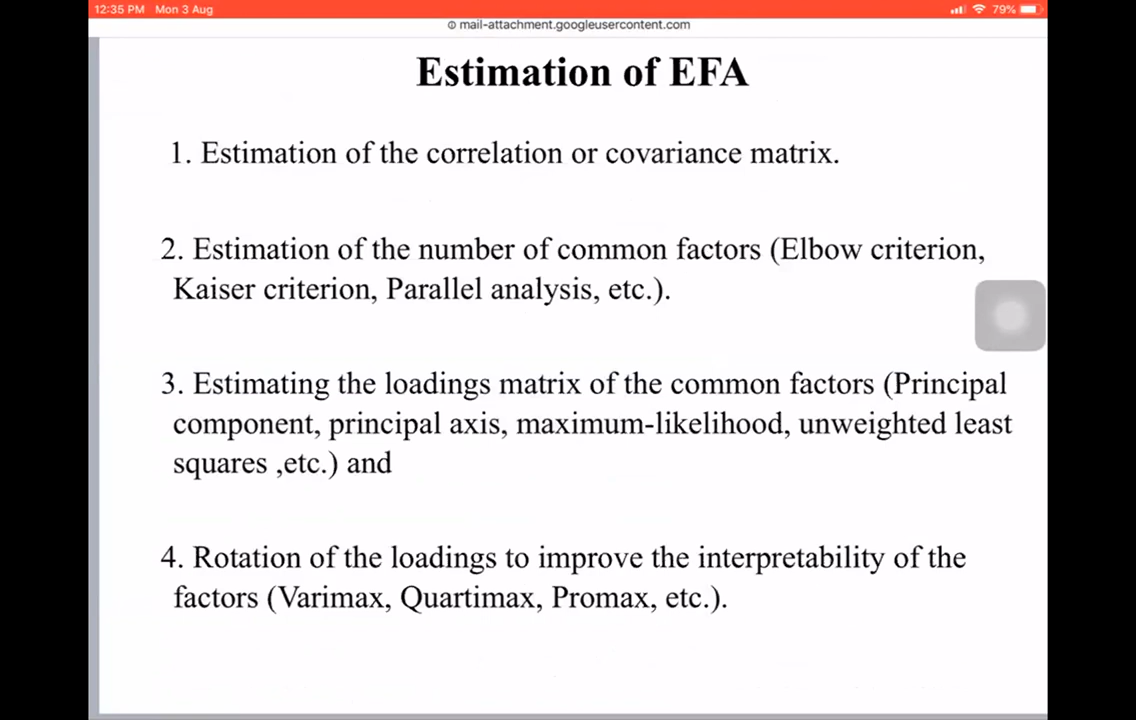 12:35 PM Mon 3 Aug
79%
mail-attachment.googleusercontent.com
Estimation of EFA
1. Estimation of the correlation or covariance matrix.
2. Estimation of the number of common factors (Elbow criterion,
Kaiser criterion, Parallel analysis, etc.).
3. Estimating the loadings matrix of the common factors (Principal
component, principal axis, maximum-likelihood, unweighted least
squares ,etc.) and
4. Rotation of the loadings to improve the interpretability of the
factors (Varimax, Quartimax, Promax, etc.).